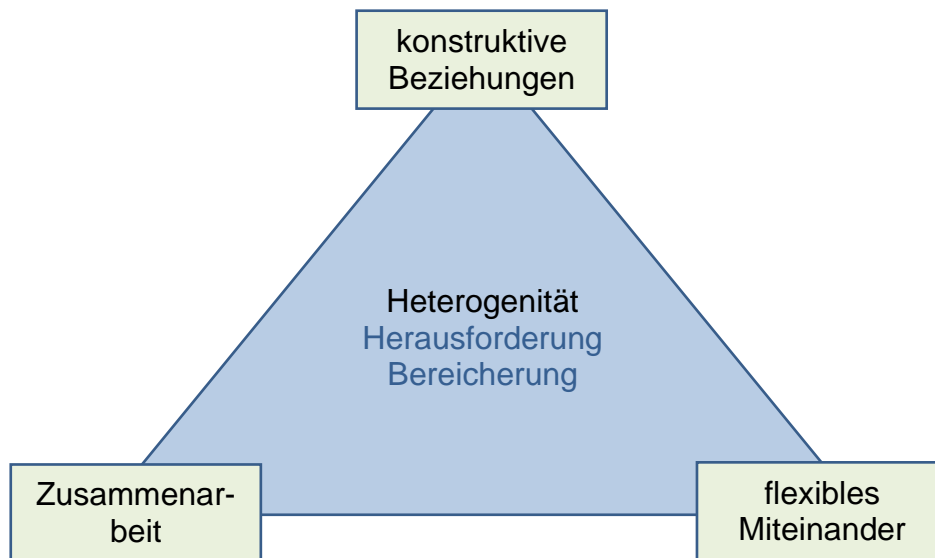 konstruktive
Beziehungen
Heterogenität
Herausforderung
Bereicherung
Zusammenar-
beit
flexibles
Miteinander